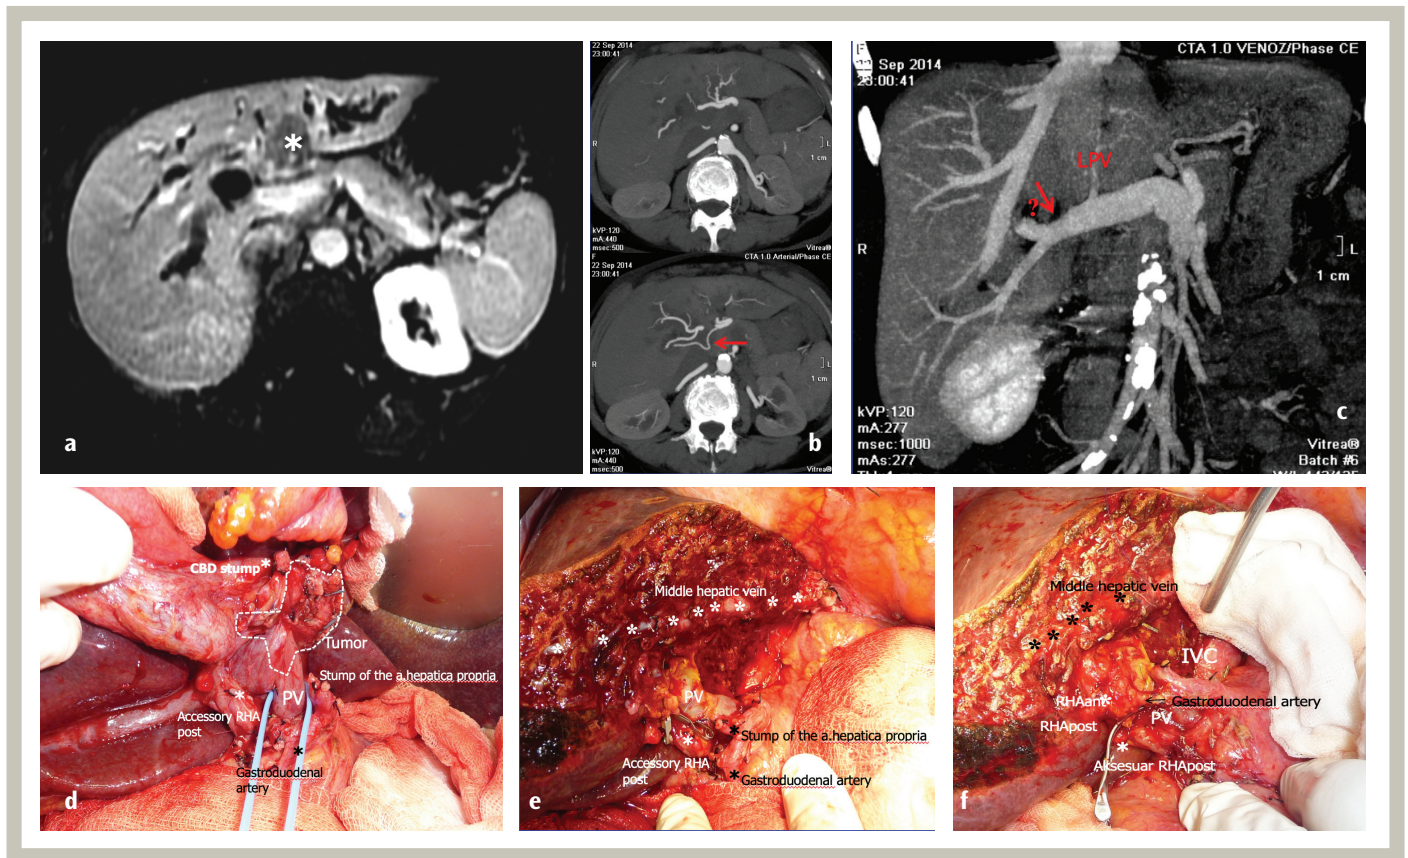 *
a
22 Sep 2014
23:00:41
R
L
1 cm
kVP:120
mA:440
msec:500
Vitrea®
F
CTA 1.0 Arterial/Phase CE
22 Sep 2014
23:00:41
R
L
1 cm
kVP:120
mA:440
msec:500
Vitrea®
b
F
CTA 1.0 VENOZ/Phase CE
Sep 2014
23:00:41
LPV
?
R
L
1 cm
kVP:120
mA:277
msec:1000
mAs:277
c
Vitrea®
Batch #6
CBD stump*
Tumor
Stump of the a.hepatica propria
*
PV
Accessory RHA
post
*
Gastroduodenal
artery
d
Middle hepatic vein
* * * * * * * *
PV
*
* Stump of the a.hepatica propria
Accessory RHA
post
* Gastroduodenal artery
e
Middle hepatic vein
* * * * *
IVC
RHAant*
← Gastroduodenal artery
RHApost
PV
*
Aksesuar RHApost
f